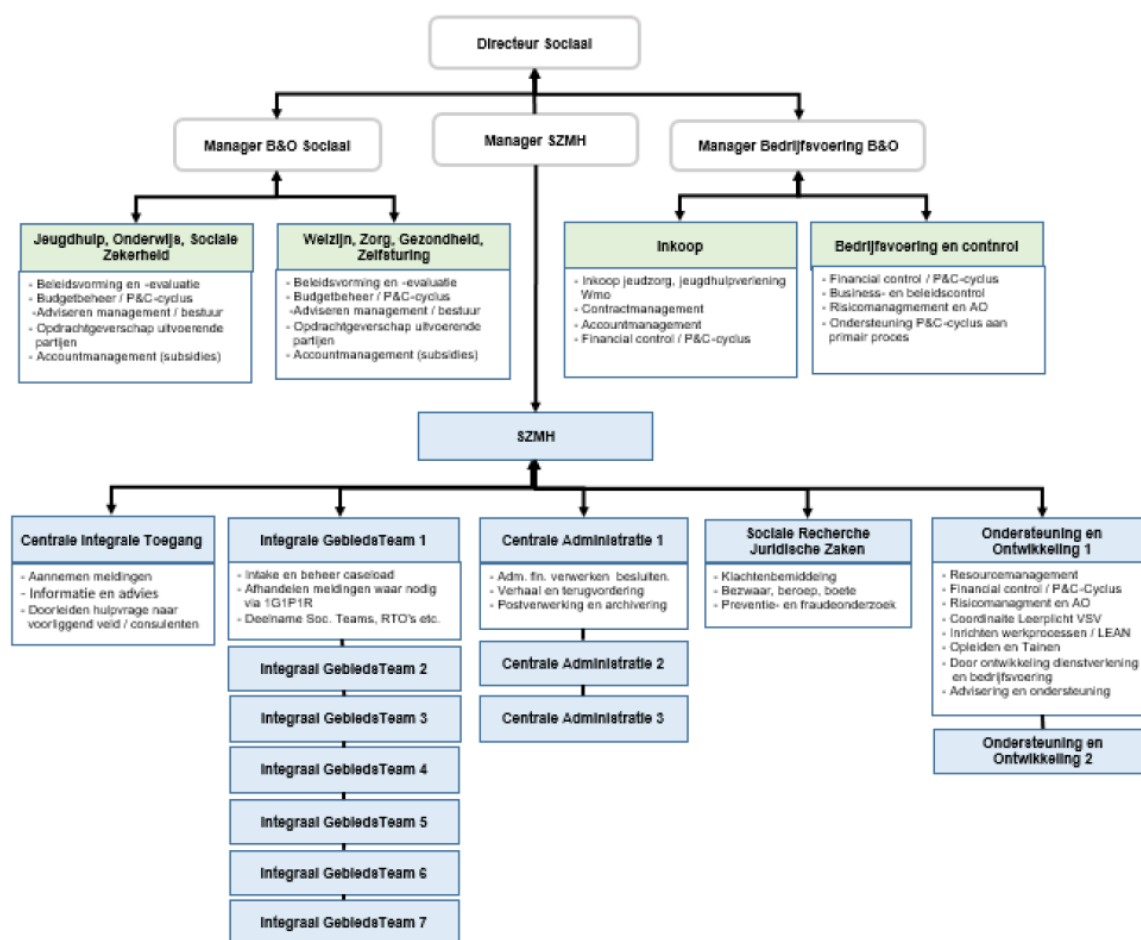 Directeur Sociaal
Manager B&O Sociaal
Manager SZMH
Manager Bedrijfsvoering B&O
Jeugdhulp, Onderwijs, Sociale
Zekerheid
- Beleidsvorming en -evaluatie
- Budgetbeheer / P&C-cyclus
-Adviseren management / bestuur
- Opdrachtgeverschap uitvoerende
partijen
- Accountmanagement (subsidies)
Welzijn, Zorg, Gezondheid,
Zelfsturing
- Beleidsvorming en -evaluatie
- Budgetbeheer / P&C-cyclus
- Adviseren management / bestuur
- Opdrachtgeverschap uitvoerende
partijen
- Accountmanagement (subsidies)
Inkoop
- Inkoop jeudzorg, jeugdhulpverlening
Wmo
- Contractmanagement
- Accountmanagement
- Financial control / P&C-cyclus
Bedrijfsvoering en contnrol
- Financial control / P&C-cyclus
- Business- en beleidscontrol
- Risicomanagmement en AO
- Ondersteuning P&C-cyclus aan
primair proces
SZMH
Centrale Integrale Toegang
- Aannemen meldingen
- Informatie en advies
- Doorleiden hulpvrage naar
voorliggend veld / consulenten
Integrale GebiedsTeam 1
- Intake en beheer caseload
- Afhandelen meldingen waar nodig
via 1G1P1R
- Deelname Soc. Teams, RTO's etc.
Integraal GebiedsTeam 2
Integraal GebiedsTeam 3
Integraal GebiedsTeam 4
Integraal GebiedsTeam 5
Integraal GebiedsTeam 6
Integraal GebiedsTeam 7
Centrale Administratie 1
- Adm. fin. verwerken besluiten.
- Verhaal en terugvordering
- Postverwerking en archivering
Centrale Administratie 2
Centrale Administratie 3
Sociale Recherche
Juridische Zaken
- Klachtenbemiddeling
- Bezwaar, beroep, boete
- Preventie- en fraudeonderzoek
Ondersteuning en
Ontwikkeling 1
- Resourcemanagement
- Financial control / P&C-Cyclus
- Risicomanagment en AO
- Coordinaite Leerplicht VSV
- Inrichten werkprocessen / LEAN
- Opleiden en Tainen
- Door ontwikkeling dienstverlening
en bedrijfsvoering
- Advisering en ondersteuning
Ondersteuning en
Ontwikkeling 2